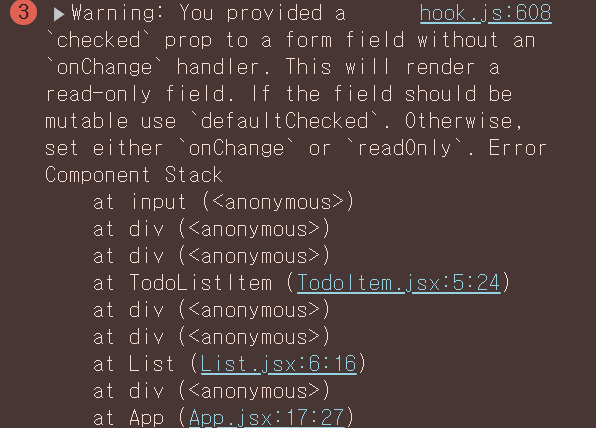 3 ▶Warning: You provided a hook.js:608
`checked` prop to a form field without an
`onChange` handler. This will render a
read-only field. If the field should be
mutable use `defaultChecked`. Otherwise,
set either `onChange` or `readOnly`. Error
Component Stack
at input (<anonymous>)
at div (<anonymous>)
at div (<anonymous>)
at TodoListItem (TodoItem.jsx:5:24)
at div (<anonymous>)
at div (<anonymous>)
at List (List.jsx:6:16)
at div (<anonymous>)
at App (App.jsx:17:27)